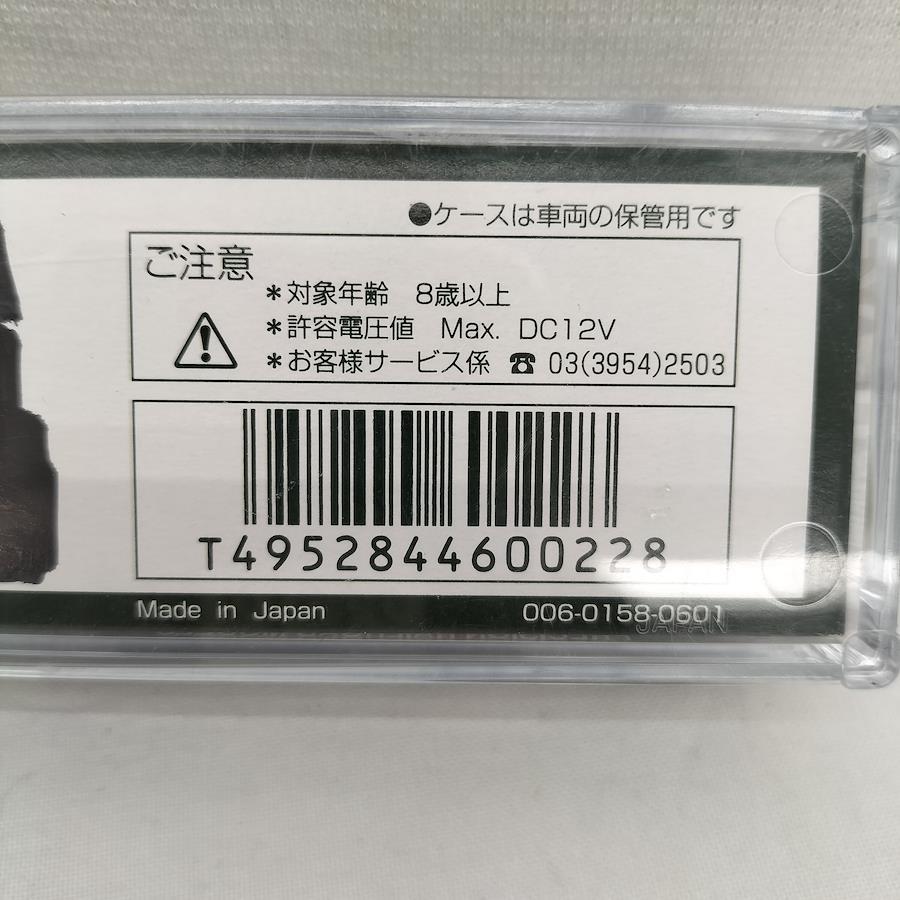 ●ケースは車両の保管用です
ご注意
＊対象年齢　8歳以上
＊許容電圧値　Max. DC12V
＊お客様サービス係　☎ 03(3954)2503
T4952844600228
Made in Japan
006-0158-0601
JAPAN